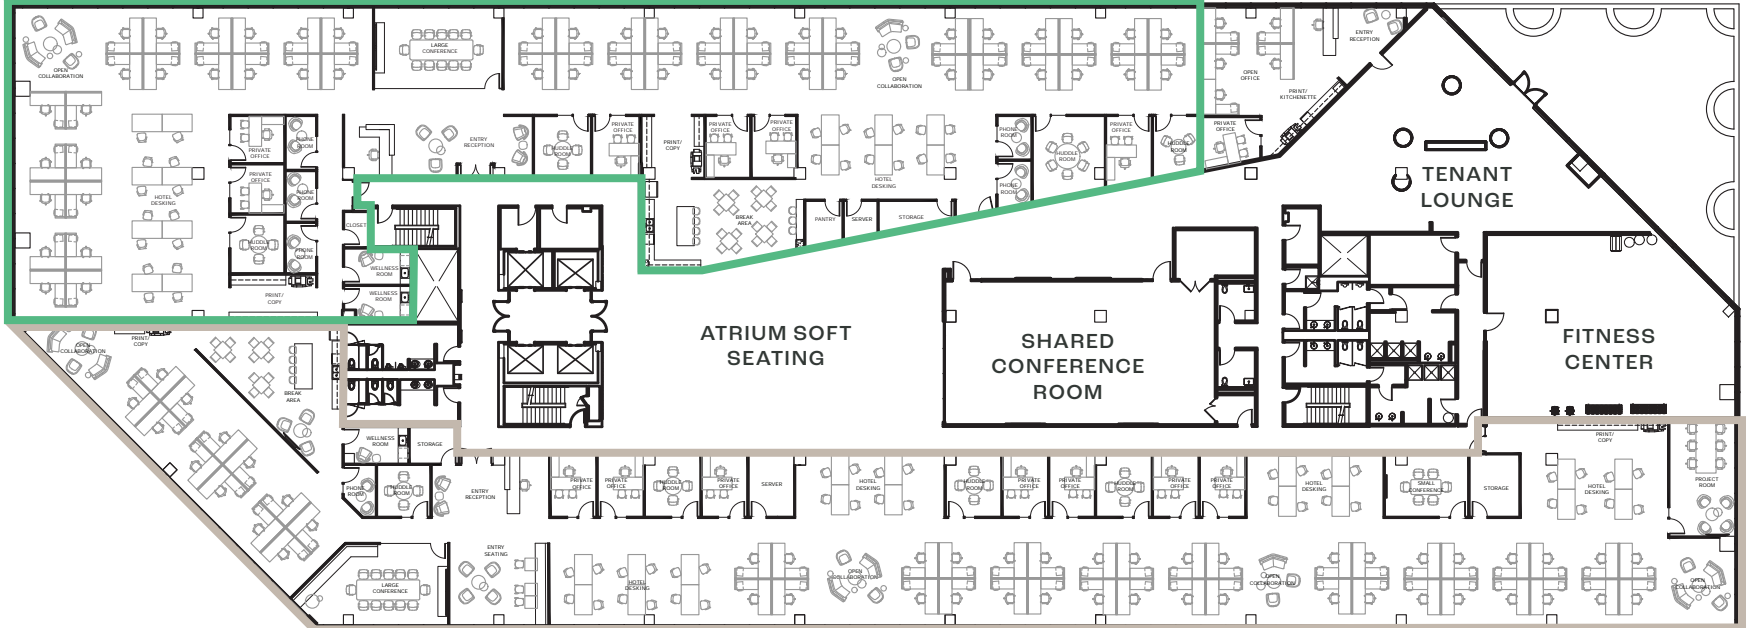 OPEN
COLLABORATION
LARGE
CONFERENCE
OPEN
COLLABORATION
ENTRY
RECEPTION
OPEN
OFFICE
PRINT/
KITCHENETTE
PRIVATE
OFFICE
PHONE
ROOM
PRIVATE
OFFICE
PRIVATE
OFFICE
PHONE
ROOM
HOTEL
DESKING
HUDDLE
ROOM
PHONE
ROOM
PRINT/
COPY
ENTRY
RECEPTION
HUDDLE
ROOM
PRIVATE
OFFICE
PRINT/
COPY
PRIVATE
OFFICE
PRIVATE
OFFICE
HOTEL
DESKING
PHONE
ROOM
PHONE
ROOM
HUDDLE
ROOM
PRIVATE
OFFICE
HUDDLE
ROOM
BREAK
AREA
PANTRY
SERVER
STORAGE
CLOSET
WELLNESS
ROOM
WELLNESS
ROOM
TENANT
LOUNGE
ATRIUM SOFT
SEATING
SHARED
CONFERENCE
ROOM
FITNESS
CENTER
OPEN
COLLABORATION
PRINT/
COPY
BREAK
AREA
WELLNESS
ROOM
STORAGE
PHONE
ROOM
HUDDLE
ROOM
ENTRY
RECEPTION
PRIVATE
OFFICE
PRIVATE
OFFICE
HUDDLE
ROOM
PRIVATE
OFFICE
SERVER
HOTEL
DESKING
HUDDLE
ROOM
PRIVATE
OFFICE
PRIVATE
OFFICE
HUDDLE
ROOM
PRIVATE
OFFICE
PRIVATE
OFFICE
HOTEL
DESKING
SMALL
CONFERENCE
STORAGE
HOTEL
DESKING
PRINT/
COPY
PROJECT
ROOM
LARGE
CONFERENCE
ENTRY
SEATING
HOTEL
DESKING
OPEN
COLLABORATION
OPEN
COLLABORATION
OPEN
COLLABORATION